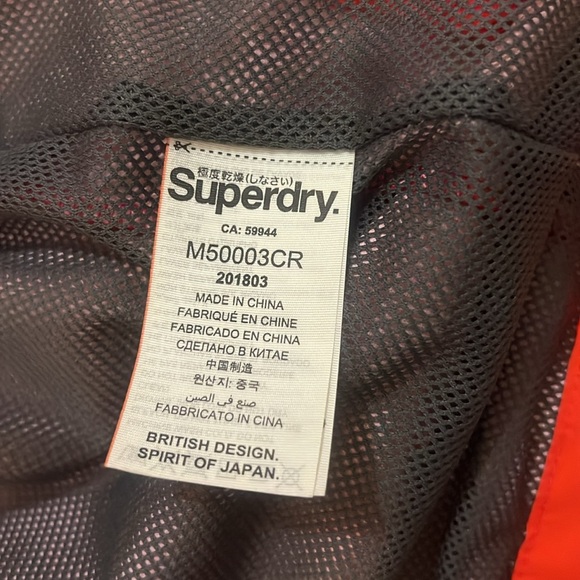 極度乾燥(しなさい)
Superdry.
CA: 59944
M50003CR
201803
MADE IN CHINA
FABRIQUÉ EN CHINE
FABRICADO EN CHINA
СДЕЛАНО В КИТАЕ
中国制造
원산지: 중국
صنع في الصين
FABBRICATO IN CINA
BRITISH DESIGN.
SPIRIT OF JAPAN.